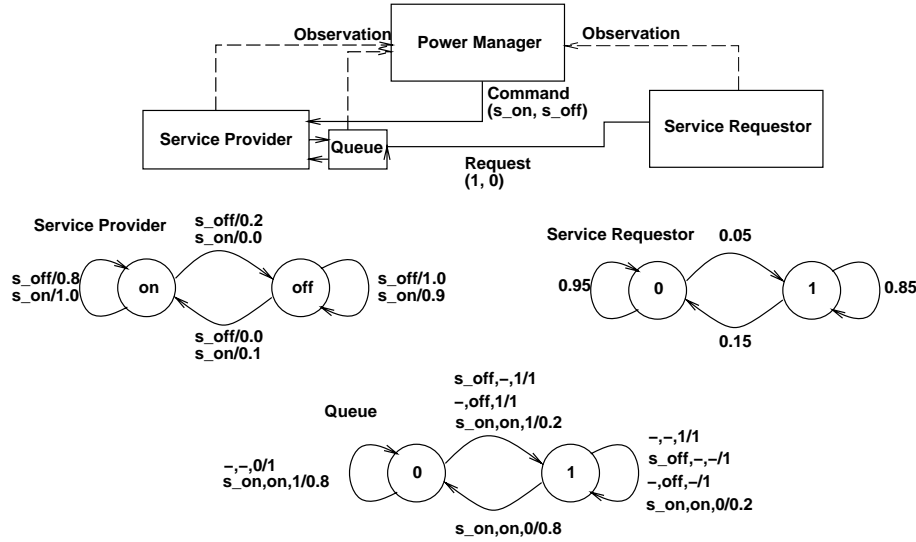 Observation
Power Manager
Observation
Command
(s_on, s_off)
Service Provider
Queue
Service Requestor
Request
(1, 0)
Service Provider
s_off/0.2
s_on/0.0
s_off/0.8
s_on/1.0
on
off
s_off/1.0
s_on/0.9
s_off/0.0
s_on/0.1
Service Requestor
0.05
0.95
0
1
0.85
0.15
Queue
s_off,–,1/1
–,off,1/1
s_on,on,1/0.2
–,–,0/1
s_on,on,1/0.8
0
1
–,–,1/1
s_off,–,–/1
–,off,–/1
s_on,on,0/0.2
s_on,on,0/0.8